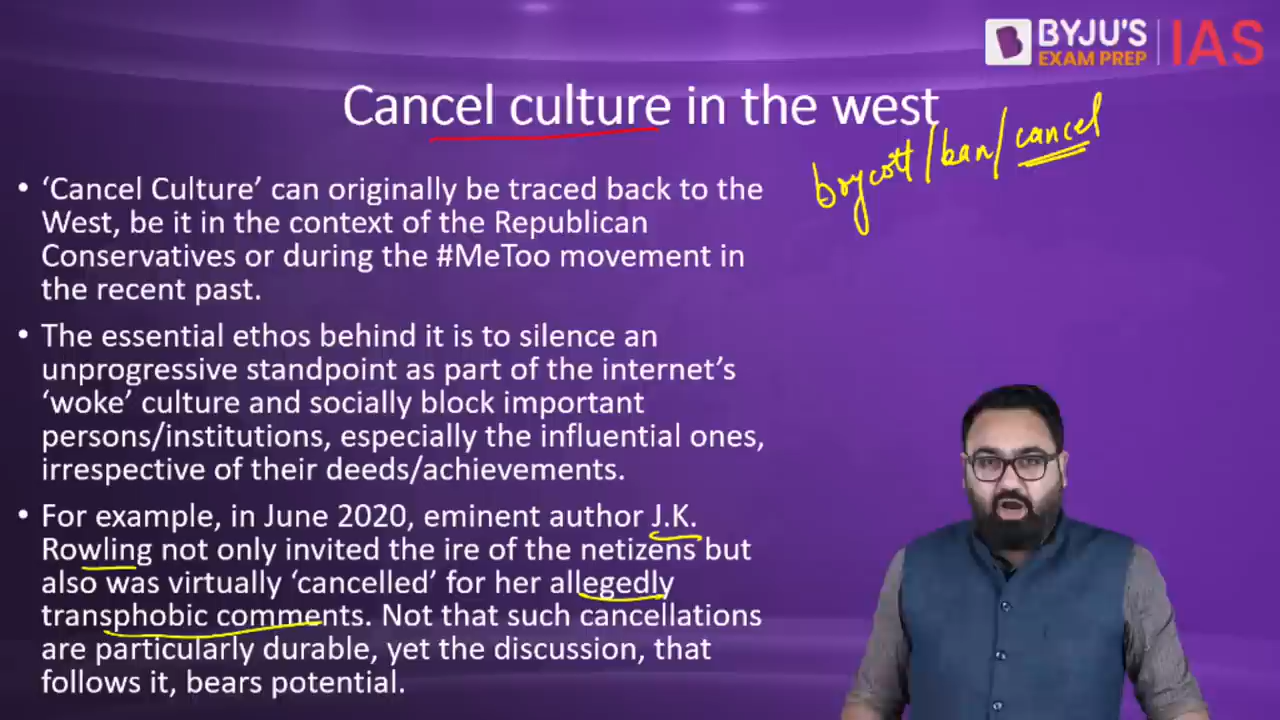 BYJU'S
EXAM PREP
IAS
Cancel culture in the west
boycott/ban/cancel
• ‘Cancel Culture’ can originally be traced back to the
West, be it in the context of the Republican
Conservatives or during the #MeToo movement in
the recent past.
• The essential ethos behind it is to silence an
unprogressive standpoint as part of the internet’s
‘woke’ culture and socially block important
persons/institutions, especially the influential ones,
irrespective of their deeds/achievements.
• For example, in June 2020, eminent author J.K.
Rowling not only invited the ire of the netizens but
also was virtually ‘cancelled’ for her allegedly
transphobic comments. Not that such cancellations
are particularly durable, yet the discussion, that
follows it, bears potential.